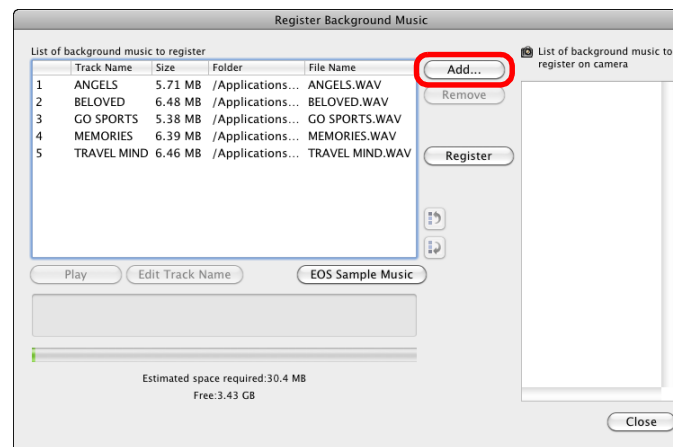 Register Background Music
List of background music to register
Track Name Size Folder File Name
1 ANGELS 5.71 MB /Applications... ANGELS.WAV
2 BELOVED 6.48 MB /Applications... BELOVED.WAV
3 GO SPORTS 5.38 MB /Applications... GO SPORTS.WAV
4 MEMORIES 6.39 MB /Applications... MEMORIES.WAV
5 TRAVEL MIND 6.46 MB /Applications... TRAVEL MIND.WAV
Add...
Remove
Register
List of background music to
register on camera
Play
Edit Track Name
EOS Sample Music
Estimated space required:30.4 MB
Free:3.43 GB
Close